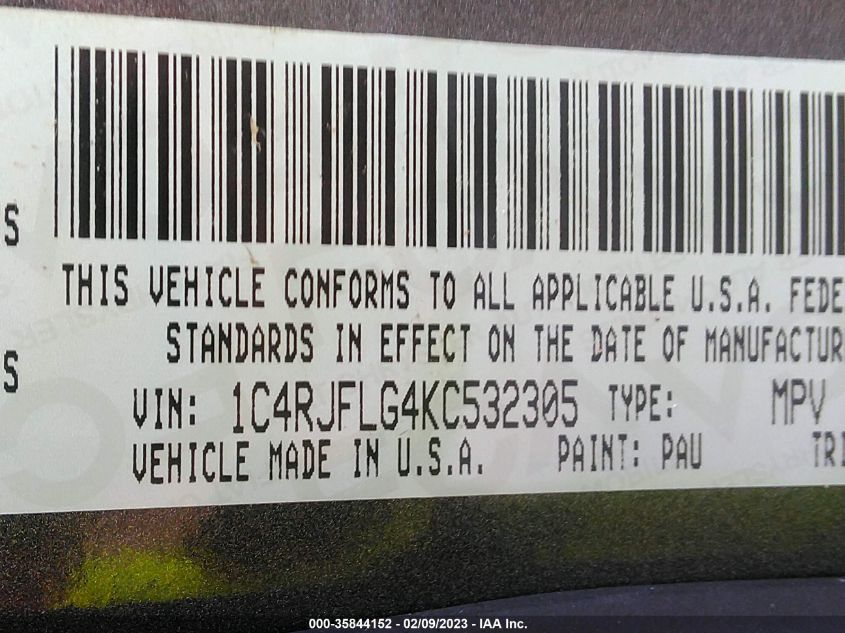 S
THIS VEHICLE CONFORMS TO ALL APPLICABLE U.S.A. FEDE
STANDARDS IN EFFECT ON THE DATE OF MANUFACTUR
S
VIN: 1C4RJFLG4KC532305 TYPE: MPV
VEHICLE MADE IN U.S.A. PAINT: PAU TRI
000-35844152 – 02/09/2023 – IAA Inc.